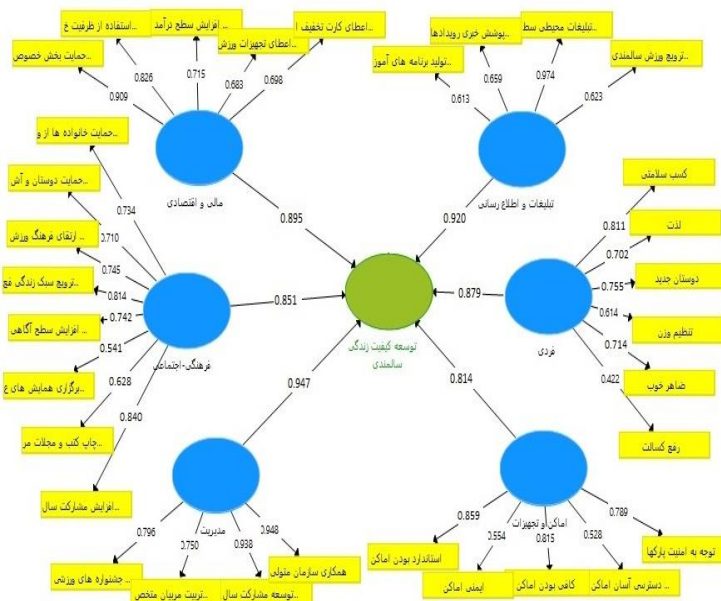 ...استفاده از ظرفیت خ
... افزایش سطح درآمد
...اعطای کارت تخفیف ا
...حمایت بخش خصوص
...اعطای تجهیزات ورزش
0.909
0.826
0.715
0.683
0.698
مالی و اقتصادی
...تبلیغات محیطی سط
...پوشش خبری رویدادها
...ترویج ورزش سالمندی
...تولید برنامه های آموز
0.613
0.659
0.974
0.623
تبلیغات و اطلاع رسانی
...حمایت خانواده ها از و
...حمایت دوستان و آش
... ارتقای فرهنگ ورزش
...ترویج سبک زندگی فع
... افزایش سطح آگاهی
...برگزاری همایش های ع
...چاپ کتب و مجلات مر
...افزایش مشارکت سال
0.734
0.710
0.745
0.814
0.742
0.541
0.628
0.840
فرهنگی-اجتماعی
0.895
0.920
0.851
0.879
0.947
0.814
توسعه کیفیت زندگی
سالمندی
کسب سلامتی
لذت
دوستان جدید
تنظیم وزن
ضاهر خوب
رفع کسالت
0.811
0.702
0.755
0.614
0.714
0.422
فردی
مدیریت
0.796
0.750
0.938
0.948
... جشنواره های ورزشی
...تربیت مربیان متخص
...توسعه مشارکت سال
همکاری سازمان متولی
اماکن و تجهیزات
0.859
0.554
0.815
0.528
0.789
استاندارد بودن اماکن
ایمنی اماکن
کافی بودن اماکن
... دسترسی آسان اماکن
توجه به امنیت پارکها